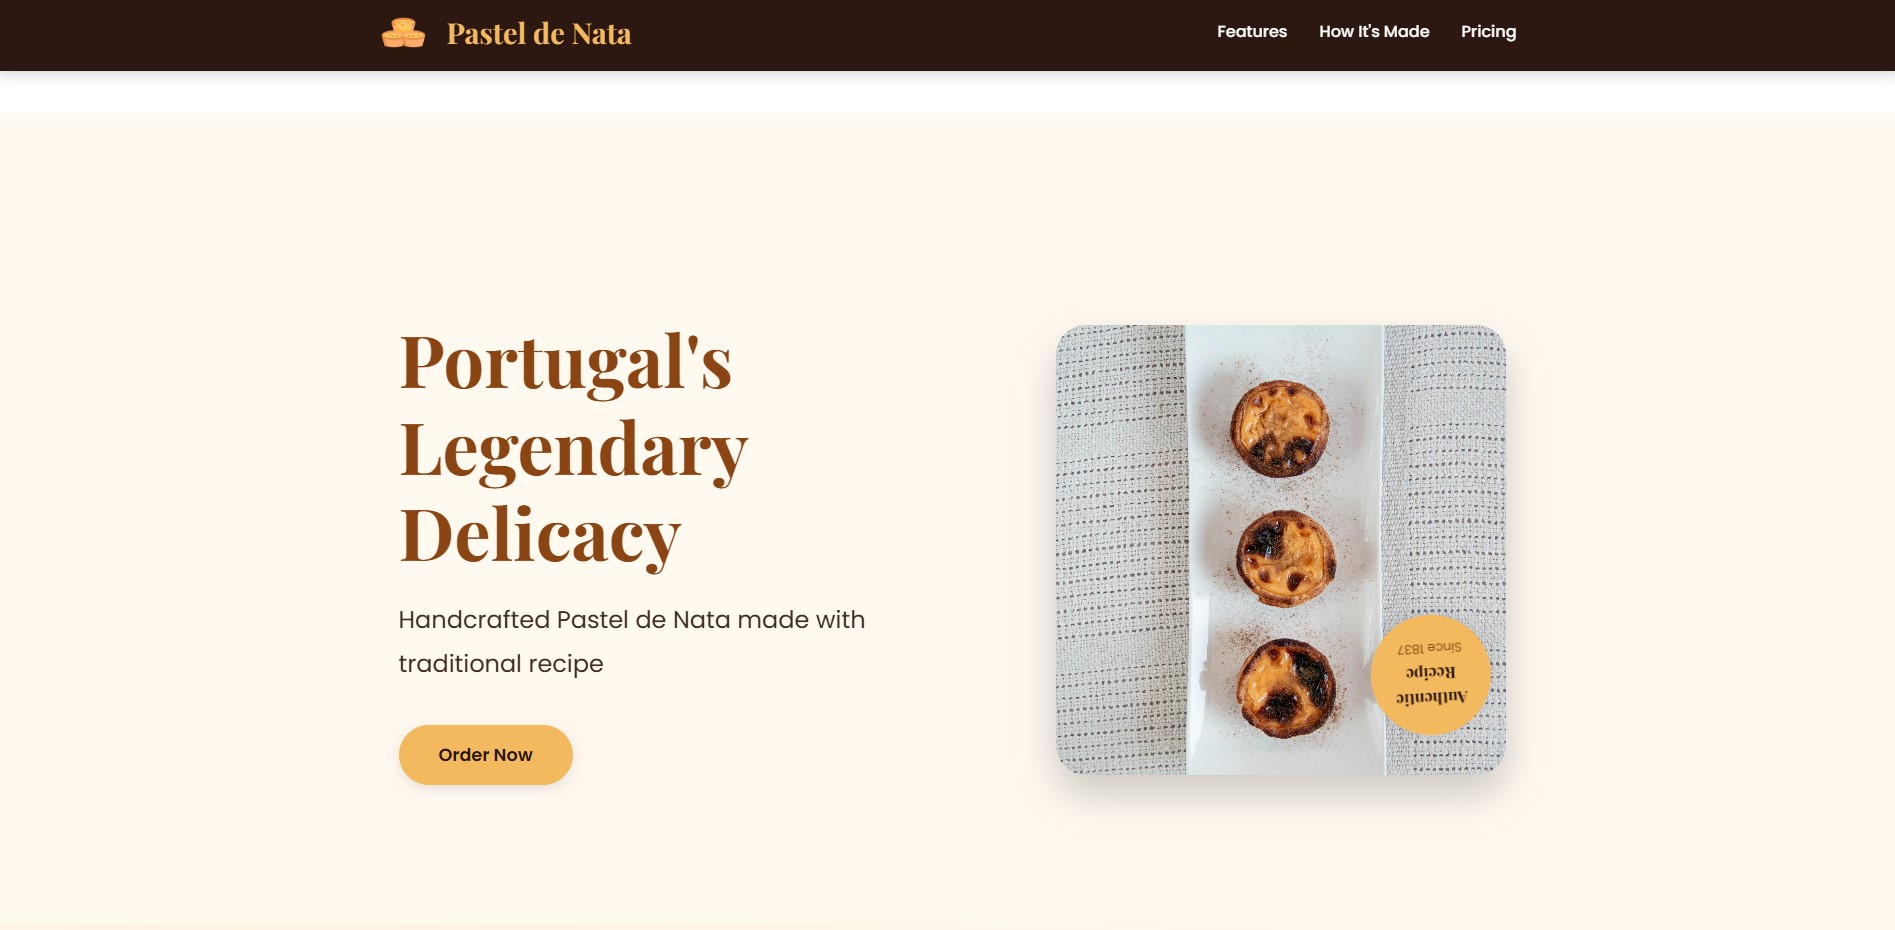 Pastel de Nata
Features
How It's Made
Pricing
Portugal's
Legendary
Delicacy
Handcrafted Pastel de Nata made with
traditional recipe
Order Now
Authentic
Recipe
Since 1837